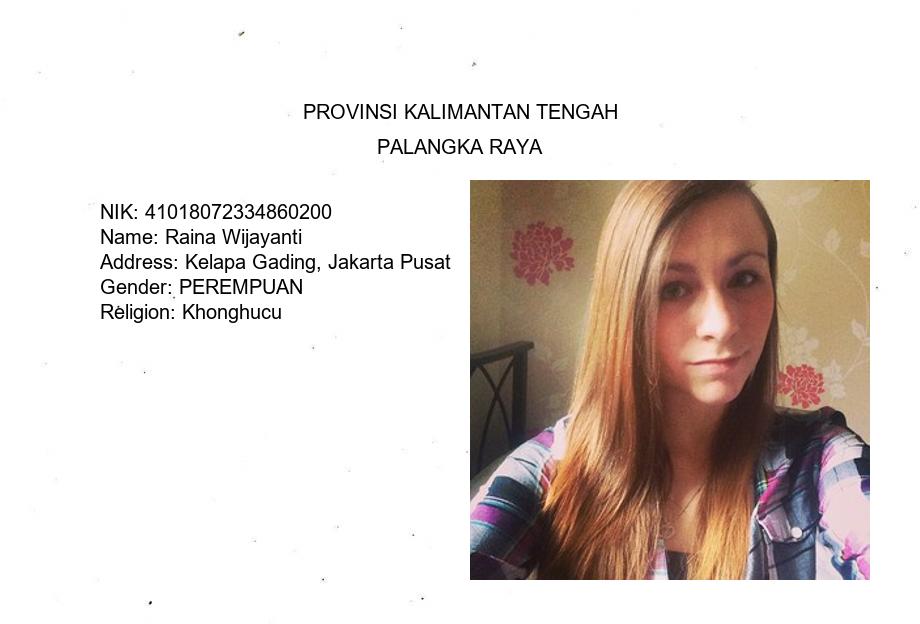 PROVINSI KALIMANTAN TENGAH
PALANGKA RAYA
NIK: 41018072334860200
Name: Raina Wijayanti
Address: Kelapa Gading, Jakarta Pusat
Gender: PEREMPUAN
Religion: Khonghucu